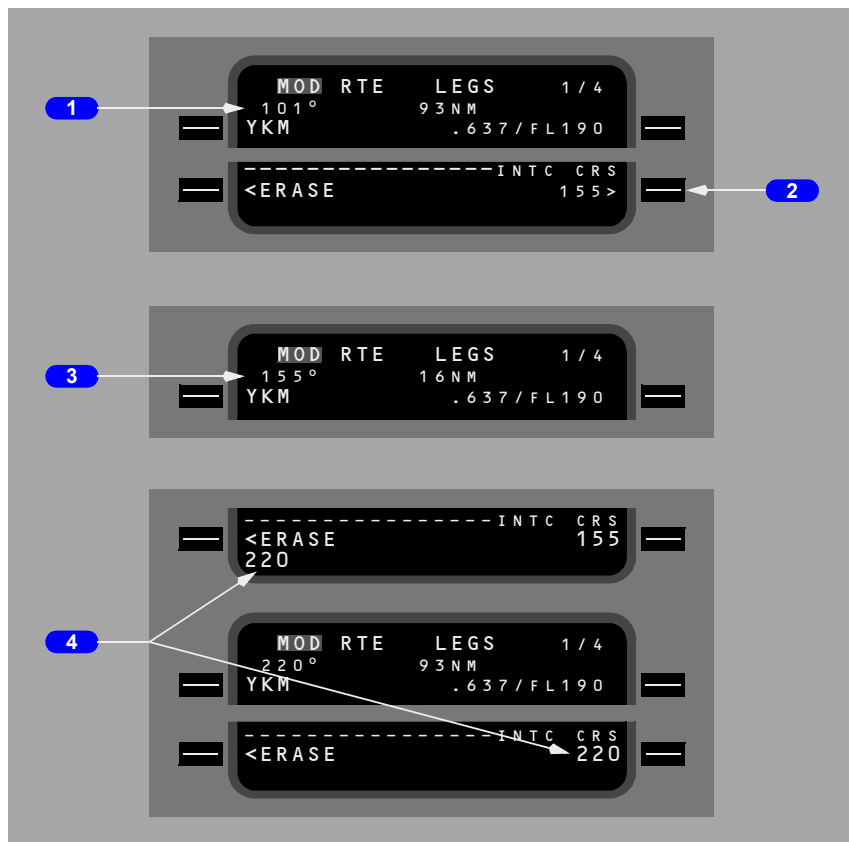 MOD RTE LEGS 1/4
1 101° 93NM
YKM .637/FL190
----------------INTC CRS
<ERASE 155> 2
MOD RTE LEGS 1/4
3 155° 16NM
YKM .637/FL190
----------------INTC CRS
<ERASE 155
220
4 MOD RTE LEGS 1/4
220° 93NM
YKM .637/FL190
----------------INTC CRS
<ERASE 220